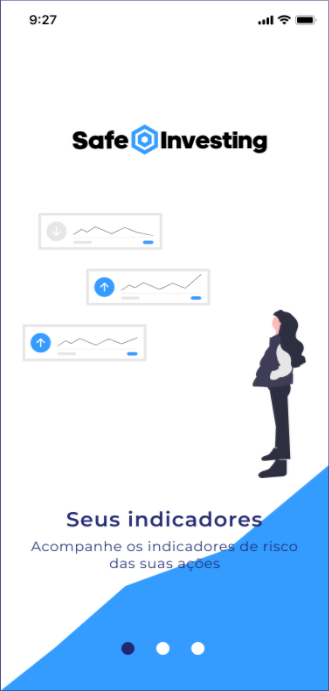 9:27
Safe Investing
Seus indicadores
Acompanhe os indicadores de risco
das suas ações